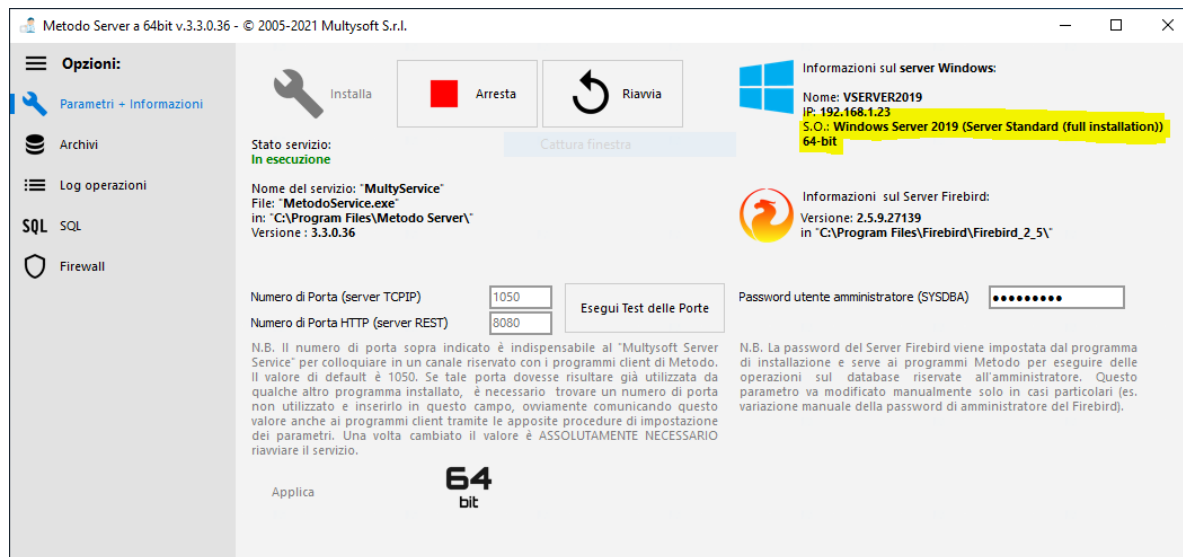 Metodo Server a 64bit v.3.3.0.36 - © 2005-2021 Multysoft S.r.l.
Opzioni:
Parametri + Informazioni
Archivi
Log operazioni
SQL SQL
Firewall
Installa
Arresta
Riavvia
Cattura finestra
Stato servizio:
In esecuzione
Nome del servizio: "MultyService"
File: "MetodoService.exe"
in: "C:\Program Files\Metodo Server\"
Versione : 3.3.0.36
Informazioni sul server Windows:
Nome: VSERVER2019
IP: 192.168.1.23
S.O.: Windows Server 2019 (Server Standard (full installation))
64-bit
Informazioni sul Server Firebird:
Versione: 2.5.9.27139
in "C:\Program Files\Firebird\Firebird_2_5\"
Numero di Porta (server TCPIP) 1050
Numero di Porta HTTP (server REST) 8080
Esegui Test delle Porte
N.B. Il numero di porta sopra indicato è indispensabile al "Multysoft Server
Service" per colloquiare in un canale riservato con i programmi client di Metodo.
Il valore di default è 1050. Se tale porta dovesse risultare già utilizzata da
qualche altro programma installato, è necessario trovare un numero di porta
non utilizzato e inserirlo in questo campo, ovviamente comunicando questo
valore anche ai programmi client tramite le apposite procedure di impostazione
dei parametri. Una volta cambiato il valore è ASSOLUTAMENTE NECESSARIO
riavviare il servizio.
Password utente amministratore (SYSDBA) •••••••••
N.B. La password del Server Firebird viene impostata dal programma
di installazione e serve ai programmi Metodo per eseguire delle
operazioni sul database riservate all'amministratore. Questo
parametro va modificato manualmente solo in casi particolari (es.
variazione manuale della password di amministratore del Firebird).
Applica
64
bit